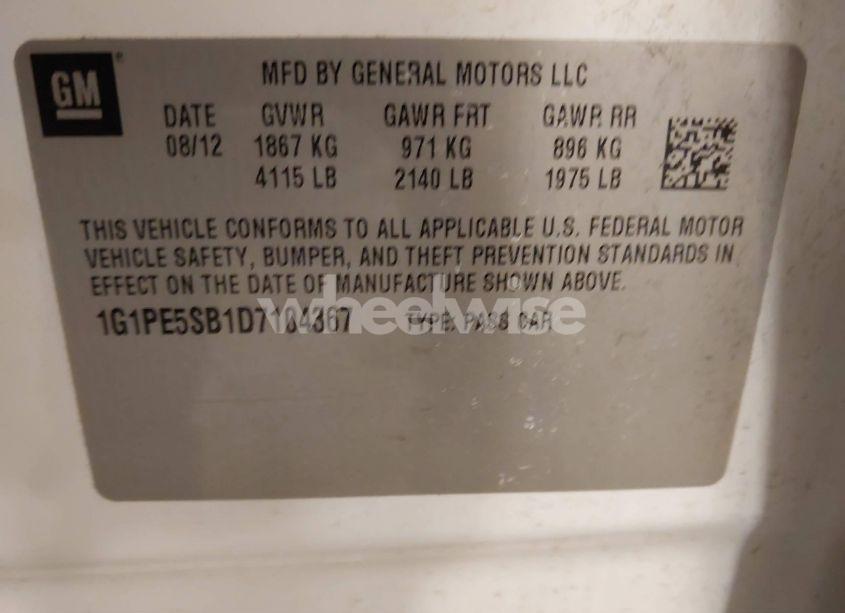 GM
MFD BY GENERAL MOTORS LLC
DATE GVWR GAWR FRT GAWR RR
08/12 1867 KG 971 KG 896 KG
4115 LB 2140 LB 1975 LB
THIS VEHICLE CONFORMS TO ALL APPLICABLE U.S. FEDERAL MOTOR
VEHICLE SAFETY, BUMPER, AND THEFT PREVENTION STANDARDS IN
EFFECT ON THE DATE OF MANUFACTURE SHOWN ABOVE.
1G1PE5SB1D7104367 TYPE: PASS CAR
wheelwise